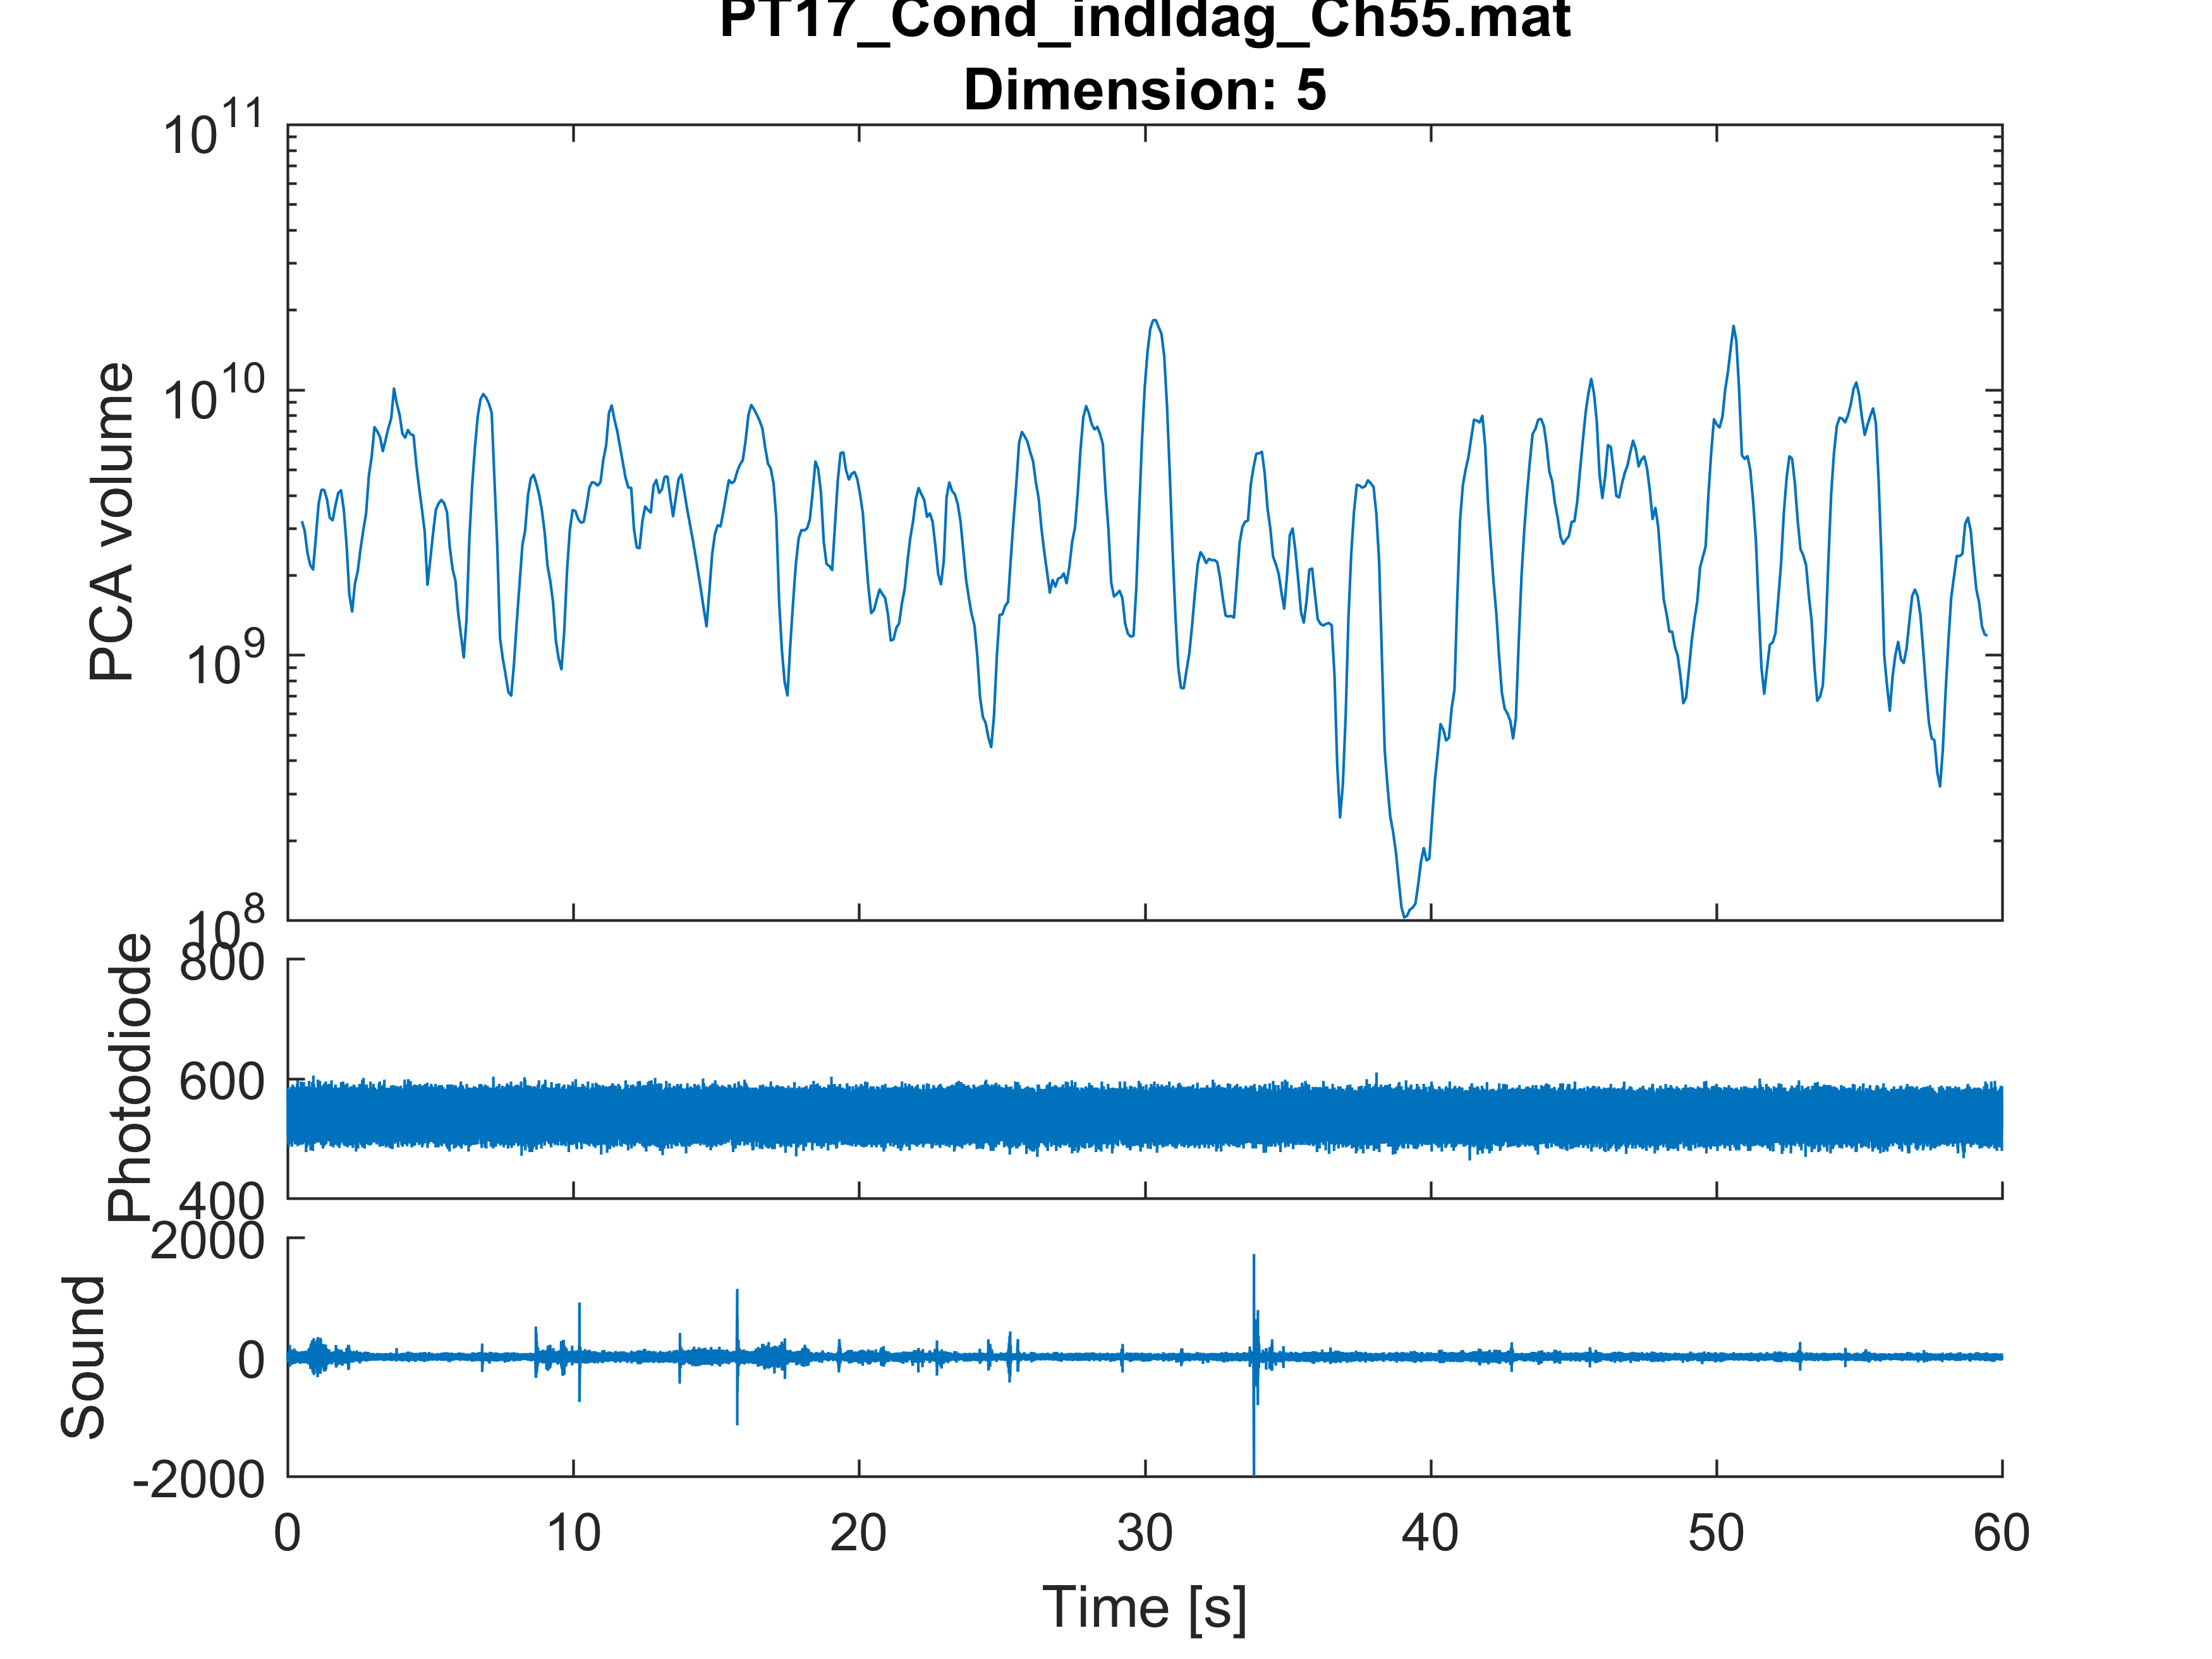 PT17_Cond_indIdag_Ch55.mat
Dimension: 5
10^11
10^10
10^9
10^8
PCA volume
800
600
400
Photodiode
2000
0
-2000
Sound
0 10 20 30 40 50 60
Time [s]